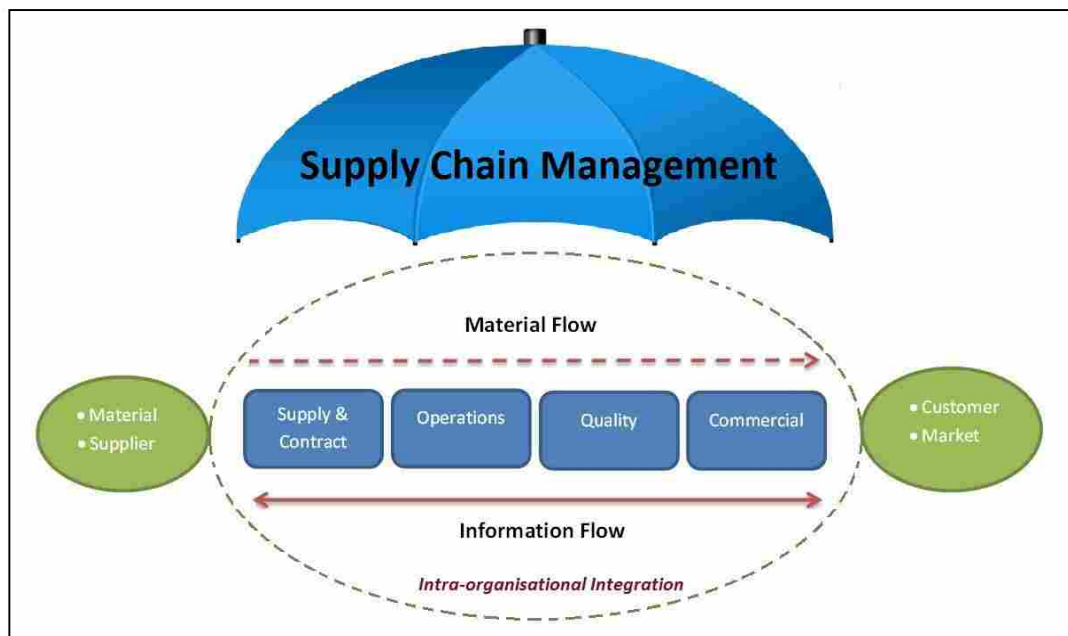 Supply Chain Management
Material Flow
• Material
• Supplier
Supply &
Contract
Operations
Quality
Commercial
• Customer
• Market
Information Flow
Intra-organisational Integration